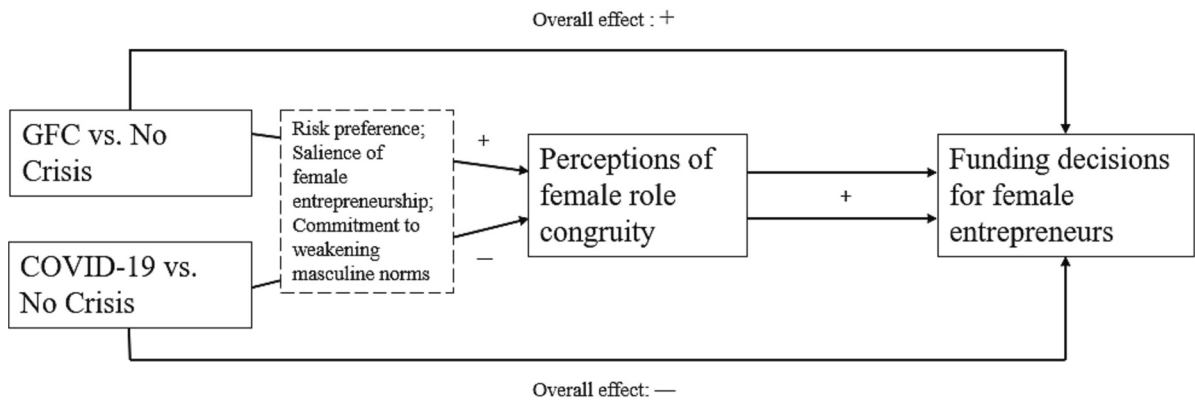 Overall effect : +
GFC vs. No
Crisis
Risk preference;
Salience of
female
entrepreneurship;
Commitment to
weakening
masculine norms
+
Perceptions of
female role
congruity
+
Funding decisions
for female
entrepreneurs
COVID-19 vs.
No Crisis
—
Overall effect: —